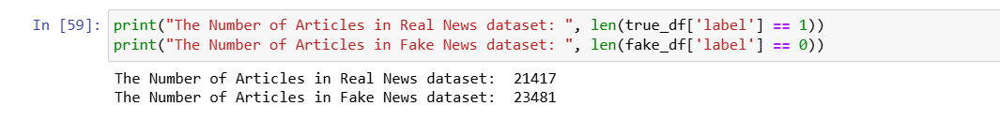 In [59]: print("The Number of Articles in Real News dataset: ", len(true_df['label'] == 1))
print("The Number of Articles in Fake News dataset: ", len(fake_df['label'] == 0))
The Number of Articles in Real News dataset:  21417
The Number of Articles in Fake News dataset:  23481